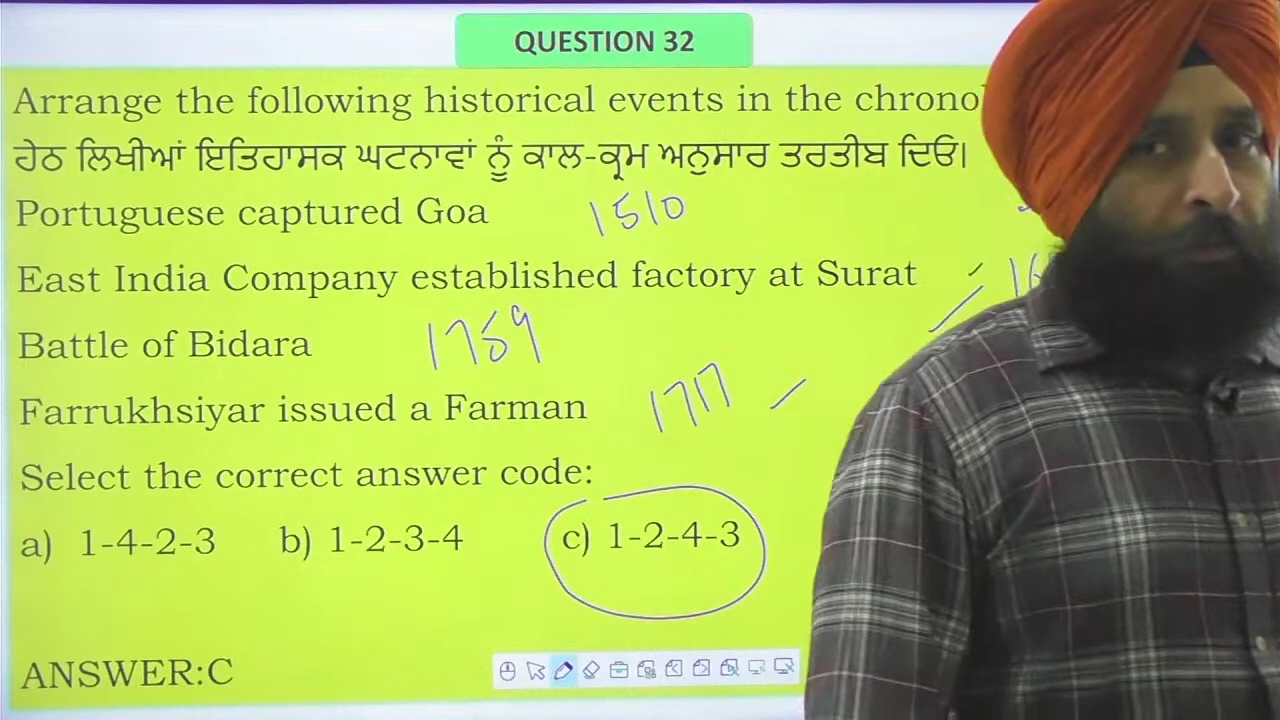 QUESTION 32
Arrange the following historical events in the
ਹੇਠ ਲਿਖੀਆਂ ਇਤਿਹਾਸਕ ਘਟਨਾਵਾਂ ਨੂੰ ਕਾਲ-ਕ੍ਰਮ ਅਨੁਸਾਰ ਤਰਤੀਬ ਦਿਓ।
Portuguese captured Goa 1510
East India Company established factory at Surat
Battle of Bidara 1759
Farrukhsiyar issued a Farman 1717
Select the correct answer code:
a) 1-4-2-3 b) 1-2-3-4 c) 1-2-4-3
ANSWER:C